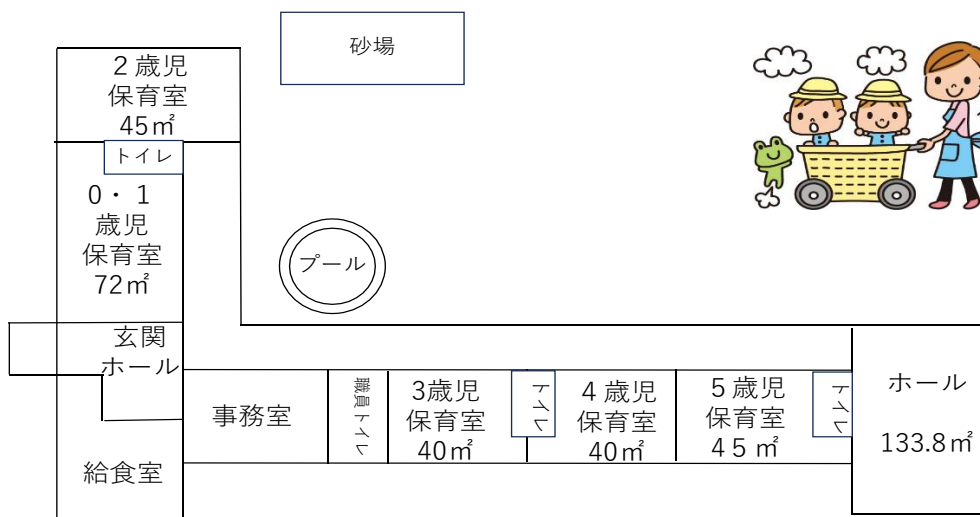 砂場
２歳児
保育室
45㎡
トイレ
0・1
歳児
保育室
72㎡
プール
玄関
ホール
事務室
職員トイレ
3歳児
保育室
40㎡
トイレ
４歳児
保育室
40㎡
５歳児
保育室
4５㎡
トイレ
ホール
133.8㎡
給食室